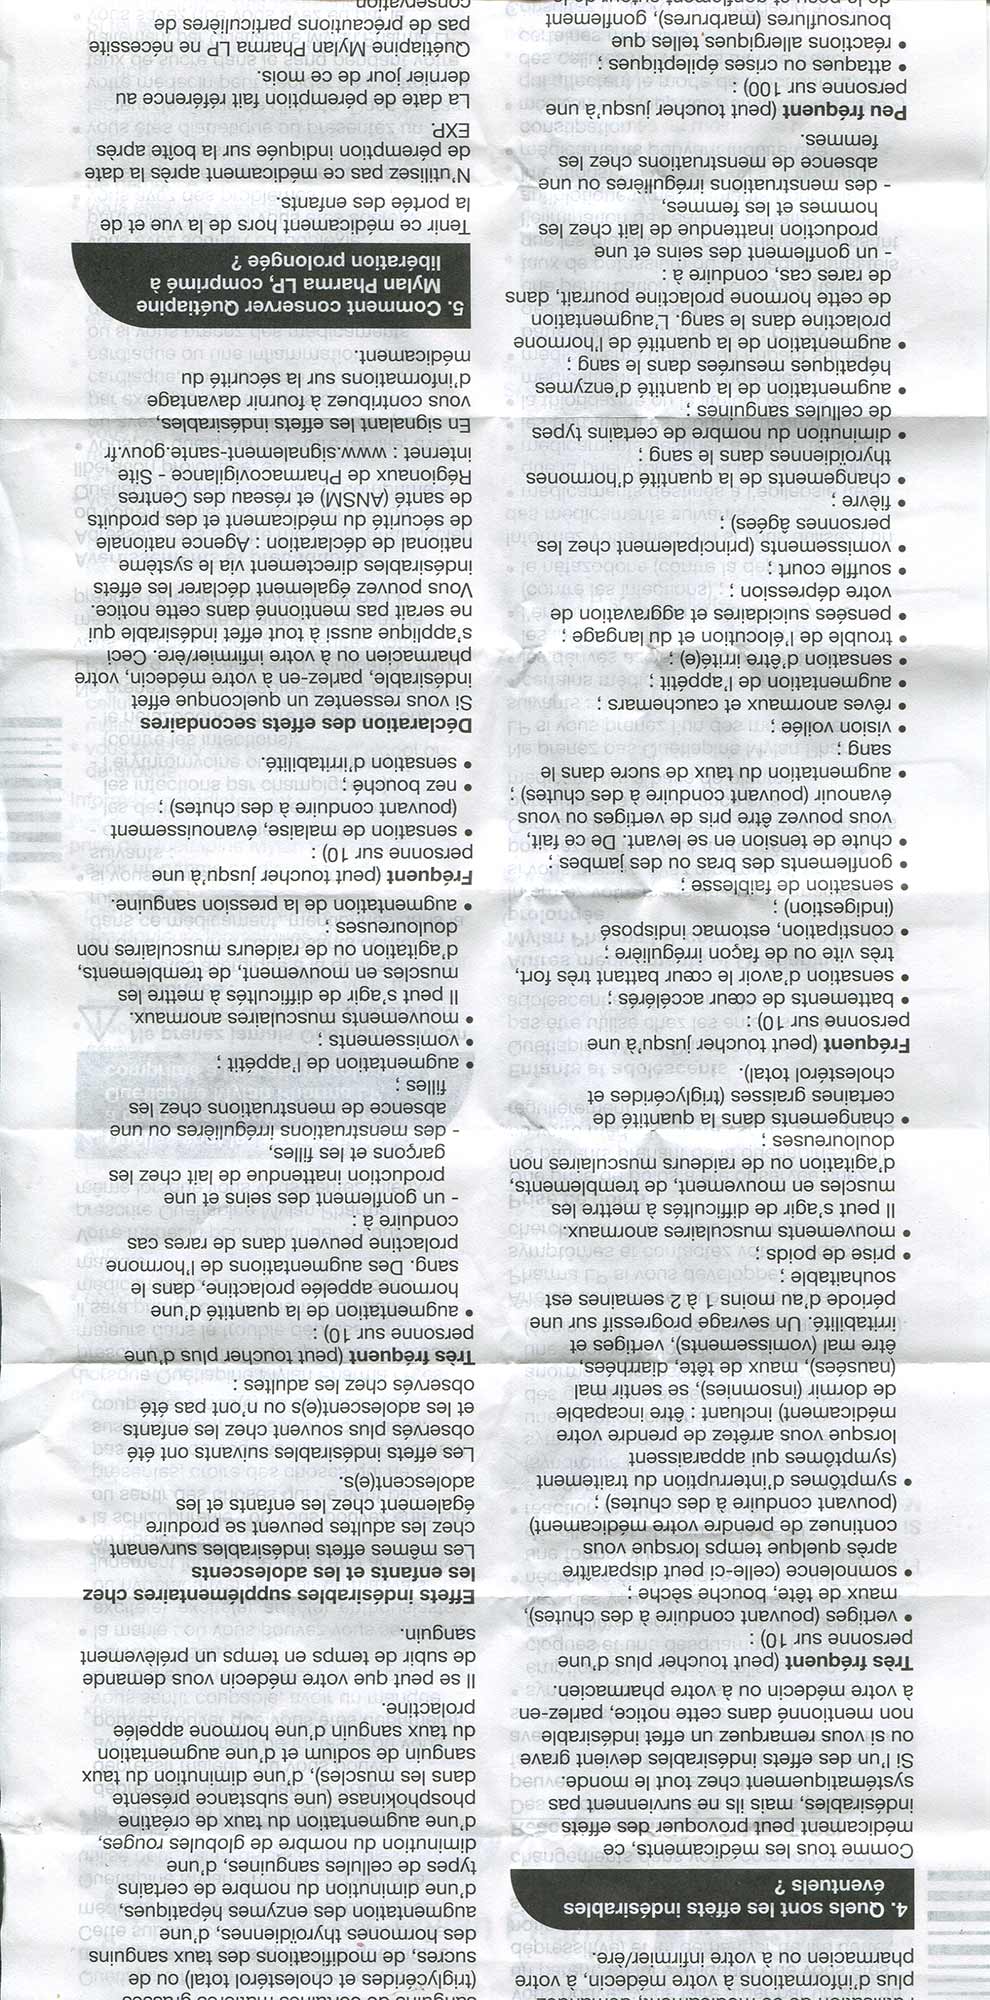 plus d'informations à votre médecin, à votre
pharmacien ou à votre infirmier/ère.
4. Quels sont les effets indésirables
éventuels ?
Comme tous les médicaments, ce
médicament peut provoquer des effets
indésirables, mais ils ne surviennent pas
systématiquement chez tout le monde.
Si l'un des effets indésirables devient grave
ou si vous remarquez un effet indésirable
non mentionné dans cette notice, parlez-en
à votre médecin ou à votre pharmacien.
Très fréquent (peut toucher plus d'une
personne sur 10) :
• vertiges (pouvant conduire à des chutes),
maux de tête, bouche sèche ;
• somnolence (celle-ci peut disparaître
après quelque temps lorsque vous
continuez de prendre votre médicament)
(pouvant conduire à des chutes) ;
• symptômes d'interruption du traitement
(symptômes qui apparaissent
lorsque vous arrêtez de prendre votre
médicament) incluant : être incapable
de dormir (insomnies), se sentir mal
(nausées), maux de tête, diarrhées,
être mal (vomissements), vertiges et
irritabilité. Un sevrage progressif sur une
période d'au moins 1 à 2 semaines est
souhaitable ;
• prise de poids ;
• mouvements musculaires anormaux.
Il peut s'agir de difficultés à mettre les
muscles en mouvement, de tremblements,
d'agitation ou de raideurs musculaires non
douloureuses ;
• changements dans la quantité de
certaines graisses (triglycérides et
cholestérol total).
Fréquent (peut toucher jusqu'à une
personne sur 10) :
• battements de cœur accélérés ;
• sensation d'avoir le cœur battant très fort,
très vite ou de façon irrégulière ;
• constipation, estomac indisposé
(indigestion) ;
• sensation de faiblesse ;
• gonflements des bras ou des jambes ;
• chute de tension en se levant. De ce fait,
vous pouvez être pris de vertiges ou vous
évanouir (pouvant conduire à des chutes) ;
• augmentation du taux de sucre dans le
sang ;
• vision voilée ;
• rêves anormaux et cauchemars ;
• augmentation de l'appétit ;
• sensation d'être irrité(e) ;
• trouble de l'élocution et du langage ;
• pensées suicidaires et aggravation de
votre dépression ;
• souffle court ;
• vomissements (principalement chez les
personnes âgées) ;
• fièvre ;
• changements de la quantité d'hormones
thyroïdiennes dans le sang ;
• diminution du nombre de certains types
de cellules sanguines ;
• augmentation de la quantité d'enzymes
hépatiques mesurées dans le sang ;
• augmentation de la quantité de l'hormone
prolactine dans le sang. L'augmentation
de cette hormone prolactine pourrait, dans
de rares cas, conduire à :
- un gonflement des seins et une
production inattendue de lait chez les
hommes et les femmes,
- des menstruations irrégulières ou une
absence de menstruations chez les
femmes.
Peu fréquent (peut toucher jusqu'à une
personne sur 100) :
• attaques ou crises épileptiques ;
• réactions allergiques telles que
boursouflures (marbrures), gonflement
de la peau et gonflement autour de la
(triglycérides et cholestérol total) ou de
sucres, de modifications des taux sanguins
des hormones thyroïdiennes, d'une
augmentation des enzymes hépatiques,
d'une diminution du nombre de certains
types de cellules sanguines, d'une
diminution du nombre de globules rouges,
d'une augmentation du taux de créatine
phosphokinase (une substance présente
dans les muscles), d'une diminution du taux
sanguin de sodium et d'une augmentation
du taux sanguin d'une hormone appelée
prolactine.
Il se peut que votre médecin vous demande
de subir de temps en temps un prélèvement
sanguin.
Effets indésirables supplémentaires chez
les enfants et les adolescents
Les mêmes effets indésirables survenant
chez les adultes peuvent se produire
également chez les enfants et les
adolescent(e)s.
Les effets indésirables suivants ont été
observés plus souvent chez les enfants
et les adolescent(e)s ou n'ont pas été
observés chez les adultes :
Très fréquent (peut toucher plus d'une
personne sur 10) :
• augmentation de la quantité d'une
hormone appelée prolactine, dans le
sang. Des augmentations de l'hormone
prolactine peuvent dans de rares cas
conduire à :
- un gonflement des seins et une
production inattendue de lait chez les
garçons et les filles,
- des menstruations irrégulières ou une
absence de menstruations chez les
filles ;
• augmentation de l'appétit ;
• vomissements ;
• mouvements musculaires anormaux.
Il peut s'agir de difficultés à mettre les
muscles en mouvement, de tremblements,
d'agitation ou de raideurs musculaires non
douloureuses ;
• augmentation de la pression sanguine.
Fréquent (peut toucher jusqu'à une
personne sur 10) :
• sensation de malaise, évanouissement
(pouvant conduire à des chutes) ;
• nez bouché ;
• sensation d'irritabilité.
Déclaration des effets secondaires
Si vous ressentez un quelconque effet
indésirable, parlez-en à votre médecin, votre
pharmacien ou à votre infirmier/ère. Ceci
s'applique aussi à tout effet indésirable qui
ne serait pas mentionné dans cette notice.
Vous pouvez également déclarer les effets
indésirables directement via le système
national de déclaration : Agence nationale
de sécurité du médicament et des produits
de santé (ANSM) et réseau des Centres
Régionaux de Pharmacovigilance - Site
internet : www.signalement-sante.gouv.fr
En signalant les effets indésirables,
vous contribuez à fournir davantage
d'informations sur la sécurité du
médicament.
5. Comment conserver Quétiapine
Mylan Pharma LP, comprimé à
libération prolongée ?
Tenir ce médicament hors de la vue et de
la portée des enfants.
N'utilisez pas ce médicament après la date
de péremption indiquée sur la boîte après
EXP.
La date de péremption fait référence au
dernier jour de ce mois.
Quétiapine Mylan Pharma LP ne nécessite
pas de précautions particulières de
conservation